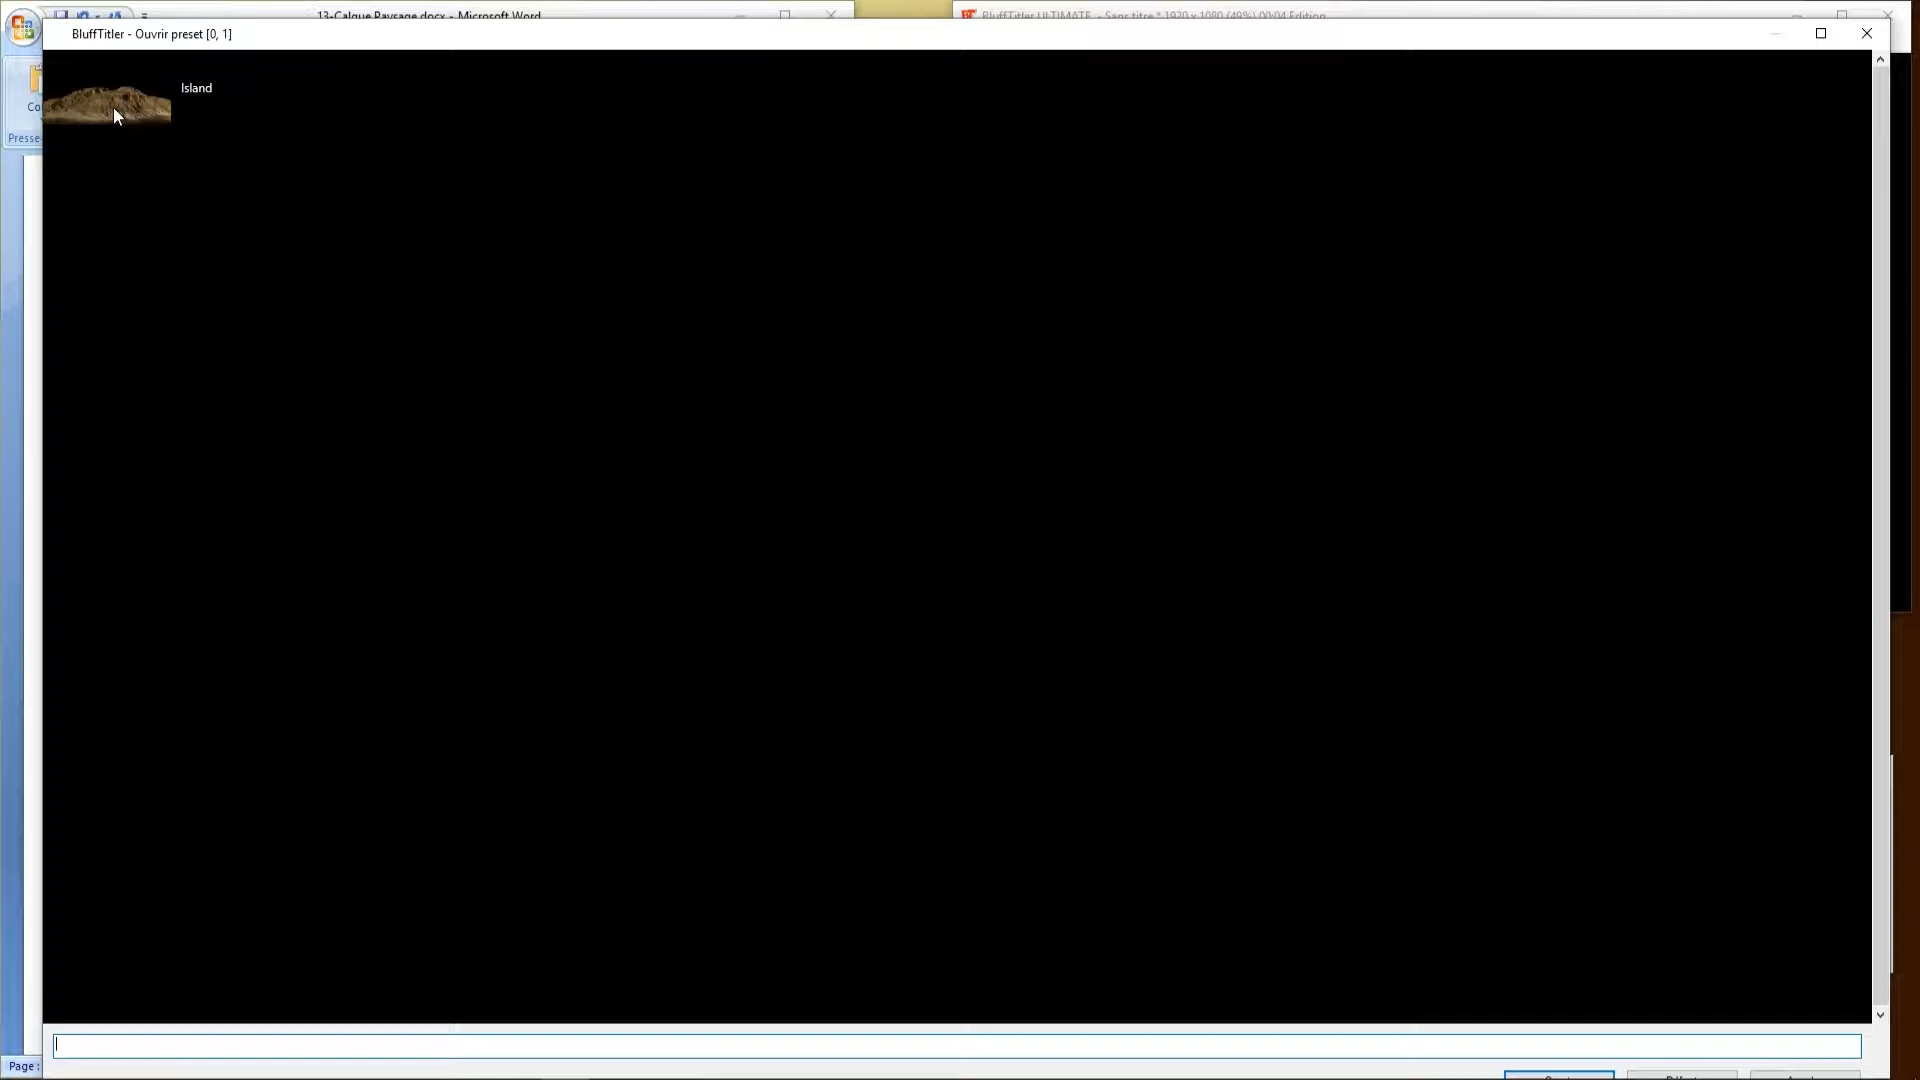 13-Calque Paysage.docx - Microsoft Word
BluffTitler ULTIMATE - Sans titre * 1920 x 1080 (49%) 00:04 Edition
BluffTitler - Ouvrir preset [0, 1]
Island
Co
Presse
Page :